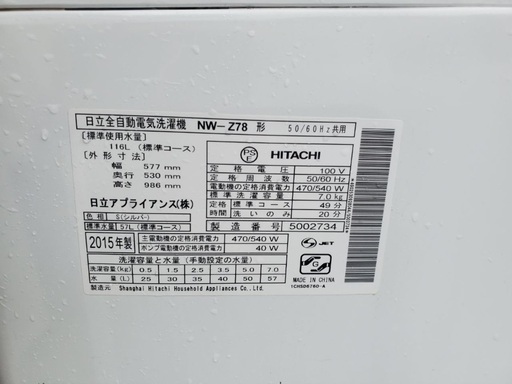 日立全自動電気洗濯機 NW-Z78 形 50/60Hz共用
[標準使用水量]
116L (標準コース)
[外形寸法]
幅 577 mm
奥行 530 mm
高さ 986 mm
日立アプライアンス(株)
色相 S(シルバー)
標準水量 57L (標準コース)
PS E HITACHI
定格電圧 100 V
定格周波数 50/60 Hz
電動機の定格消費電力 470/540 W
標準洗濯容量 7.0 kg
定格 標準コース 49 分
時間 洗いのみ 20 分
製造番号 5002734
2015年製
主電動機の定格消費電力 470/540 W
ポンプ電動機の定格消費電力 40 W
洗濯容量と水量 (手動設定の水量)
洗濯容量(kg) 0.5 1.5 2.5 3.5 5.0 7.0
水量(L) 25 30 35 40 50 57
製造元 Shanghai Hitachi Household Appliances Co., Ltd.
S JET
MADE IN CHINA
1CHSD6760-A